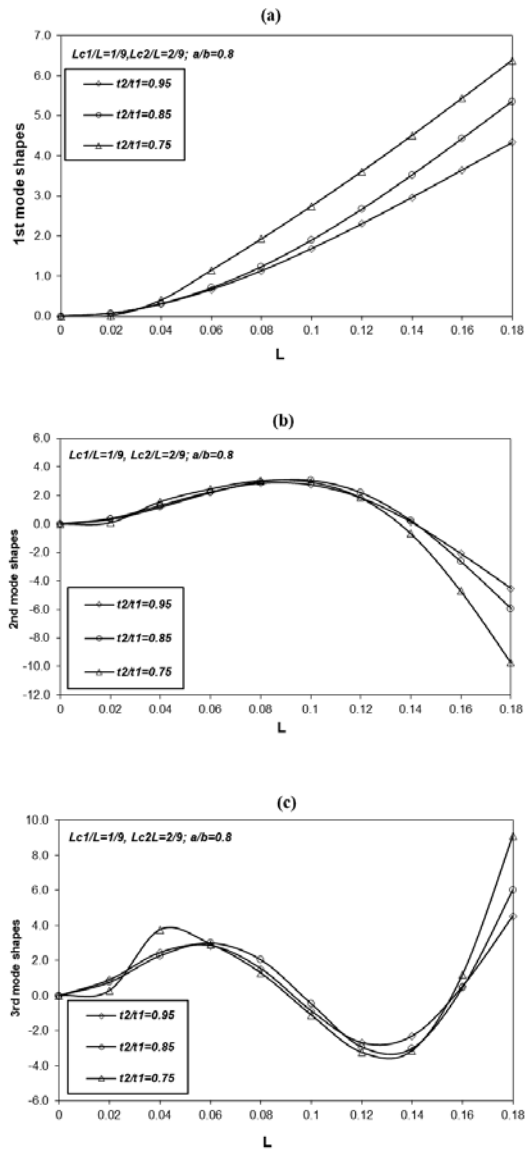 (a)
Lc1/L=1/9,Lc2/L=2/9; a/b=0.8
7.0
6.0
5.0
4.0
3.0
2.0
1.0
0.0
1st mode shapes
t2/t1=0.95
t2/t1=0.85
t2/t1=0.75
0 0.02 0.04 0.06 0.08 0.1 0.12 0.14 0.16 0.18
L
(b)
Lc1/L=1/9, Lc2/L=2/9; a/b=0.8
6.0
4.0
2.0
0.0
-2.0
-4.0
-6.0
-8.0
-10.0
-12.0
2nd mode shapes
t2/t1=0.95
t2/t1=0.85
t2/t1=0.75
0 0.02 0.04 0.06 0.08 0.1 0.12 0.14 0.16 0.18
L
(c)
Lc1/L=1/9, Lc2L=2/9; a/b=0.8
10.0
8.0
6.0
4.0
2.0
0.0
-2.0
-4.0
-6.0
3rd mode shapes
t2/t1=0.95
t2/t1=0.85
t2/t1=0.75
0 0.02 0.04 0.06 0.08 0.1 0.12 0.14 0.16 0.18
L